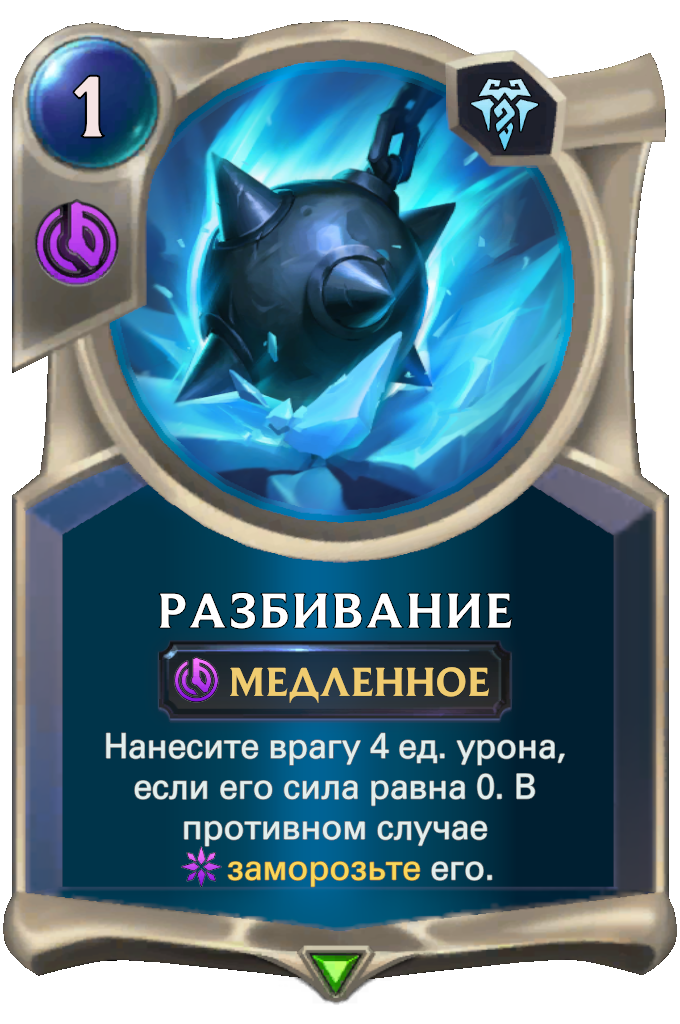 1
РАЗБИВАНИЕ
МЕДЛЕННОЕ
Нанесите врагу 4 ед. урона,
если его сила равна 0. В
противном случае
заморозьте его.